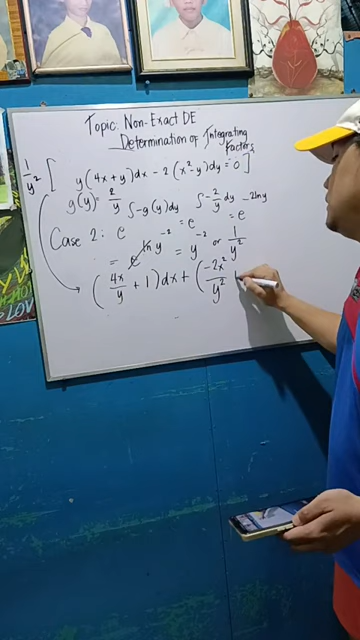 Topic: Non-Exact DE
Determination of Integrating Factors
1/y² [ y(4x+y)dx - 2(x²-y)dy = 0 ]
g(y) = 2/y ∫-g(y)dy ∫-2/y dy -2lny
Case 2: e = e = e
= e ln y⁻² = y⁻² or 1/y²
(4x/y + 1)dx + (-2x²/y²